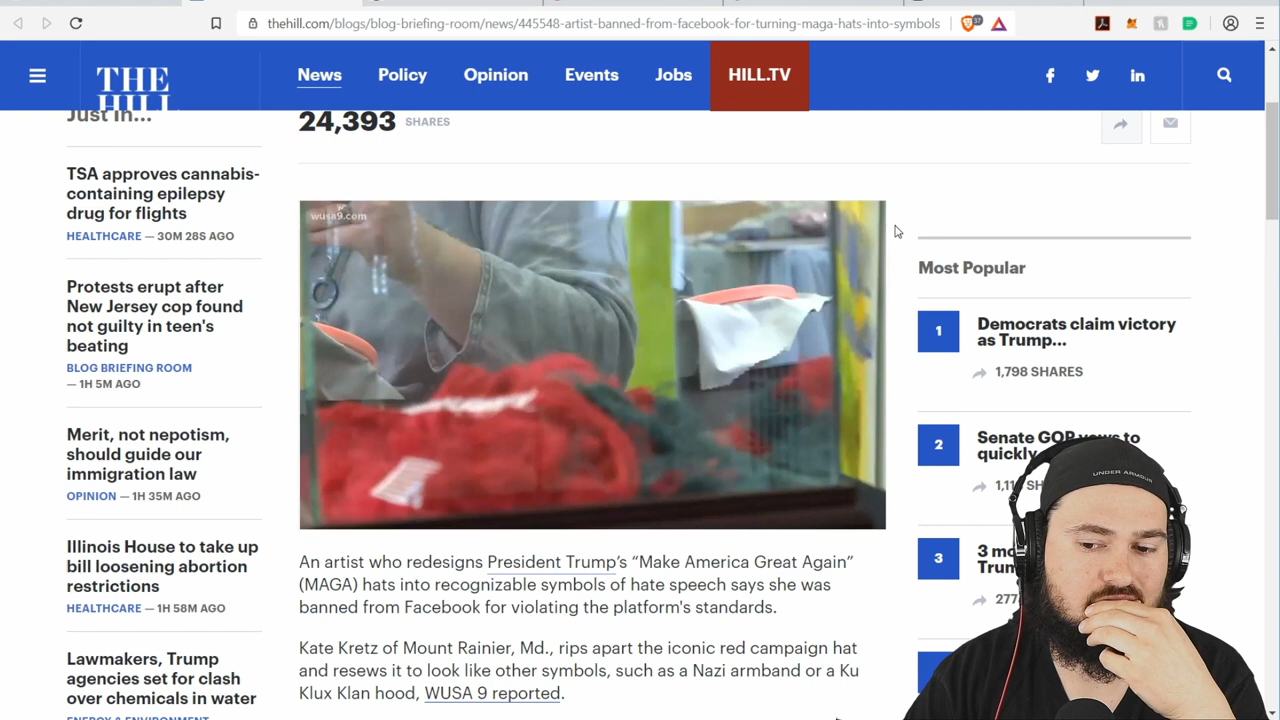 thehill.com/blogs/blog-briefing-room/news/445548-artist-banned-from-facebook-for-turning-maga-hats-into-symbols
37
THE
HILL
News
Policy
Opinion
Events
Jobs
HILL.TV
Just In...
TSA approves cannabis-
containing epilepsy
drug for flights
HEALTHCARE — 30M 28S AGO
Protests erupt after
New Jersey cop found
not guilty in teen's
beating
BLOG BRIEFING ROOM
— 1H 5M AGO
Merit, not nepotism,
should guide our
immigration law
OPINION — 1H 35M AGO
Illinois House to take up
bill loosening abortion
restrictions
HEALTHCARE — 1H 58M AGO
Lawmakers, Trump
agencies set for clash
over chemicals in water
ENERGY & ENVIRONMENT
24,393 SHARES
wusa9.com
An artist who redesigns President Trump's “Make America Great Again”
(MAGA) hats into recognizable symbols of hate speech says she was
banned from Facebook for violating the platform's standards.
Kate Kretz of Mount Rainier, Md., rips apart the iconic red campaign hat
and resews it to look like other symbols, such as a Nazi armband or a Ku
Klux Klan hood, WUSA 9 reported.
Most Popular
1
Democrats claim victory
as Trump...
1,798 SHARES
2
Senate GOP vows to
quickly
3
UNDER ARMOUR